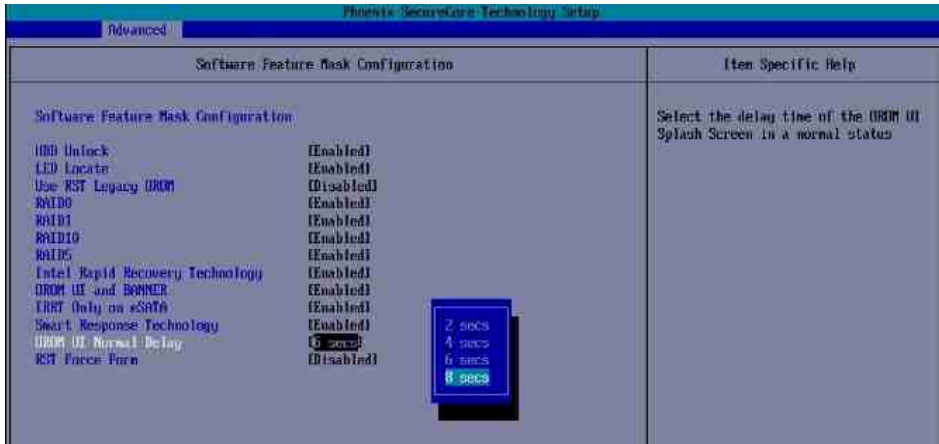 Phoenix SecureCore Technology Setup
Advanced
Software Feature Mask Configuration
Item Specific Help
Software Feature Mask Configuration
Select the delay time of the OROM UI
Splash Screen in a normal status
HDD Unlock [Enabled]
LED Locate [Enabled]
Use RST Legacy OROM [Disabled]
RAID0 [Enabled]
RAID1 [Enabled]
RAID10 [Enabled]
RAID5 [Enabled]
Intel Rapid Recovery Technology [Enabled]
OROM UI and BANNER [Enabled]
IRRT Only on eSATA [Enabled]
Smart Response Technology [Enabled]
OROM UI Normal Delay [6 secs]
RST Force Form [Disabled]
2 secs
4 secs
6 secs
8 secs